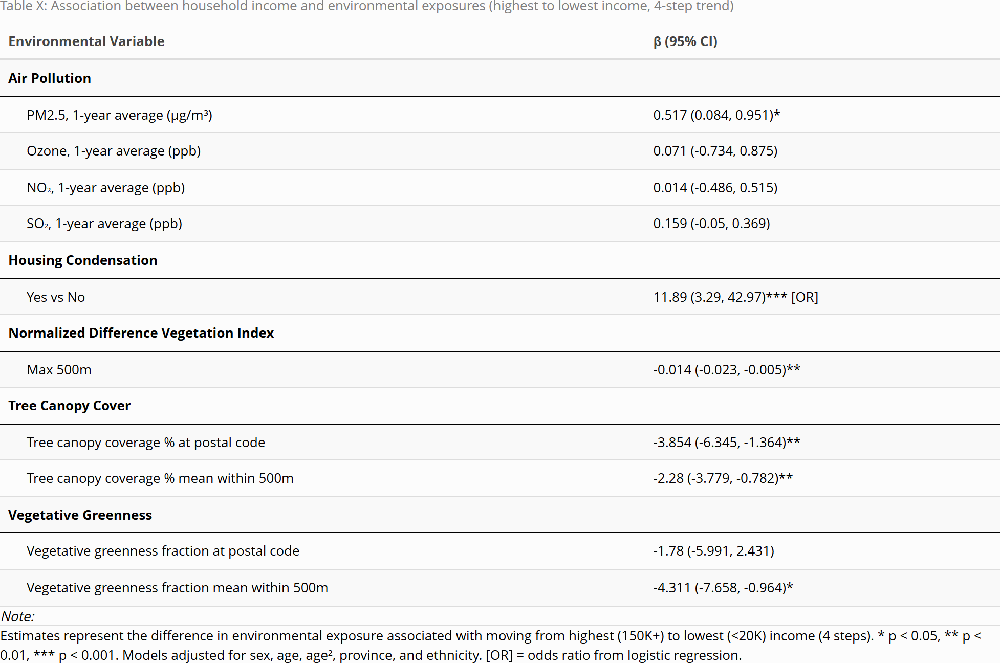 Table X: Association between household income and environmental exposures (highest to lowest income, 4-step trend)
Environmental Variable β (95% CI)
Air Pollution
PM2.5, 1-year average (µg/m³) 0.517 (0.084, 0.951)*
Ozone, 1-year average (ppb) 0.071 (-0.734, 0.875)
NO₂, 1-year average (ppb) 0.014 (-0.486, 0.515)
SO₂, 1-year average (ppb) 0.159 (-0.05, 0.369)
Housing Condensation
Yes vs No 11.89 (3.29, 42.97)*** [OR]
Normalized Difference Vegetation Index
Max 500m -0.014 (-0.023, -0.005)**
Tree Canopy Cover
Tree canopy coverage % at postal code -3.854 (-6.345, -1.364)**
Tree canopy coverage % mean within 500m -2.28 (-3.779, -0.782)**
Vegetative Greenness
Vegetative greenness fraction at postal code -1.78 (-5.991, 2.431)
Vegetative greenness fraction mean within 500m -4.311 (-7.658, -0.964)*
Note:
Estimates represent the difference in environmental exposure associated with moving from highest (150K+) to lowest (<20K) income (4 steps). * p < 0.05, ** p <
0.01, *** p < 0.001. Models adjusted for sex, age, age², province, and ethnicity. [OR] = odds ratio from logistic regression.